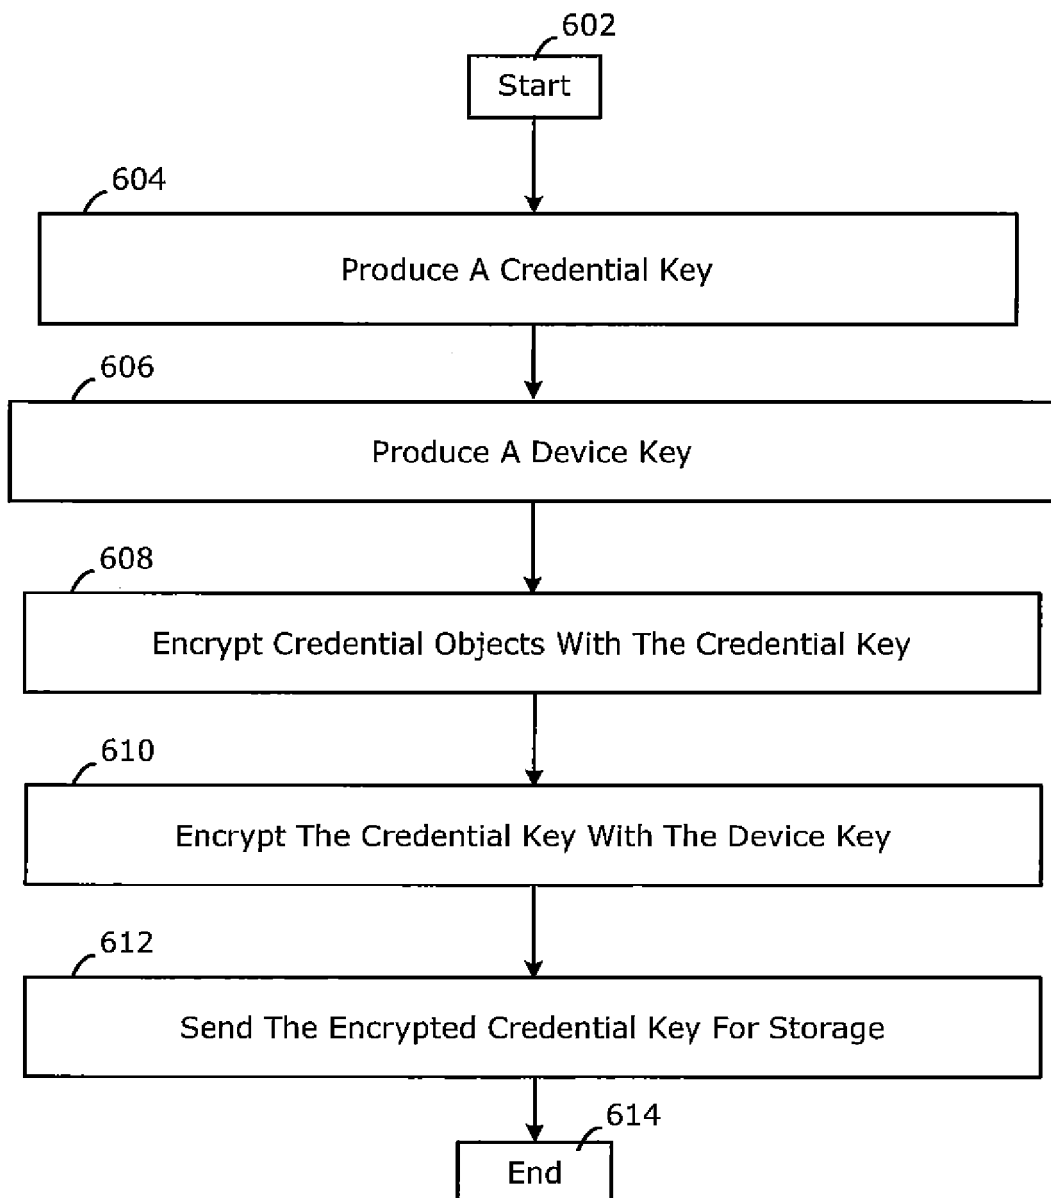 602
Start
604
Produce A Credential Key
606
Produce A Device Key
608
Encrypt Credential Objects With The Credential Key
610
Encrypt The Credential Key With The Device Key
612
Send The Encrypted Credential Key For Storage
614
End